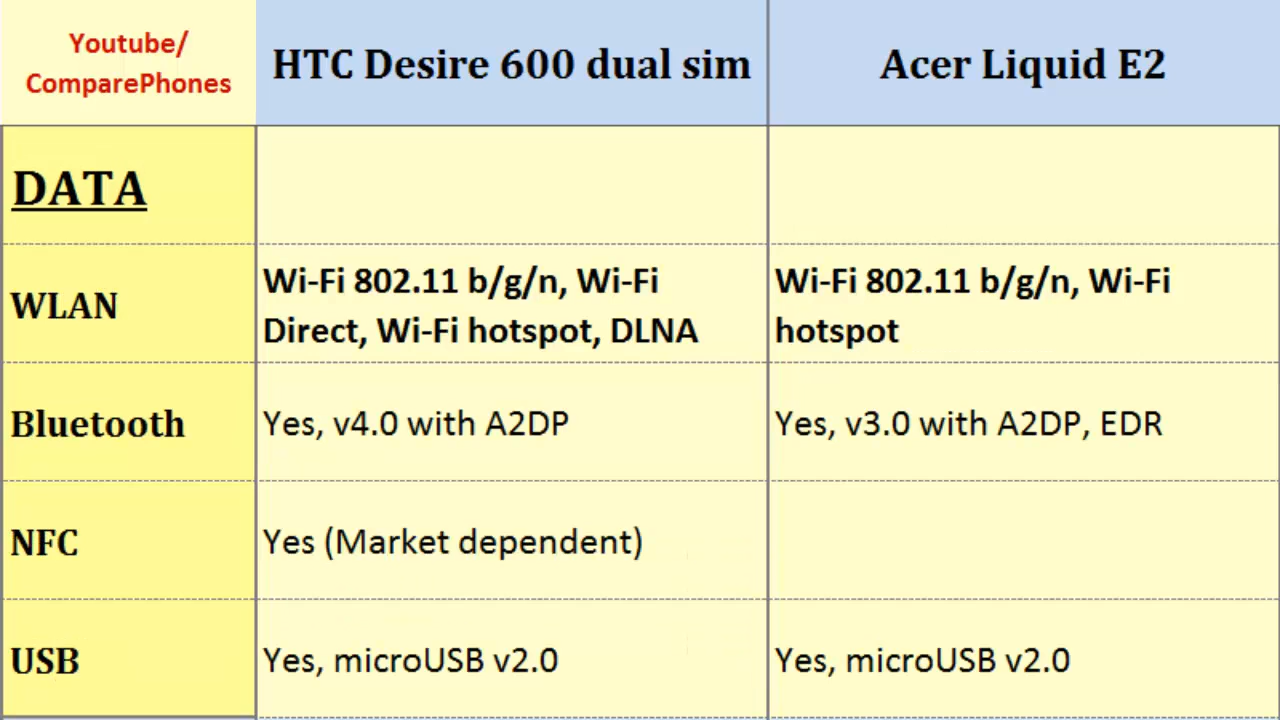 Youtube/
ComparePhones
HTC Desire 600 dual sim
Acer Liquid E2
DATA
WLAN
Wi-Fi 802.11 b/g/n, Wi-Fi
Direct, Wi-Fi hotspot, DLNA
Wi-Fi 802.11 b/g/n, Wi-Fi
hotspot
Bluetooth
Yes, v4.0 with A2DP
Yes, v3.0 with A2DP, EDR
NFC
Yes (Market dependent)
USB
Yes, microUSB v2.0
Yes, microUSB v2.0